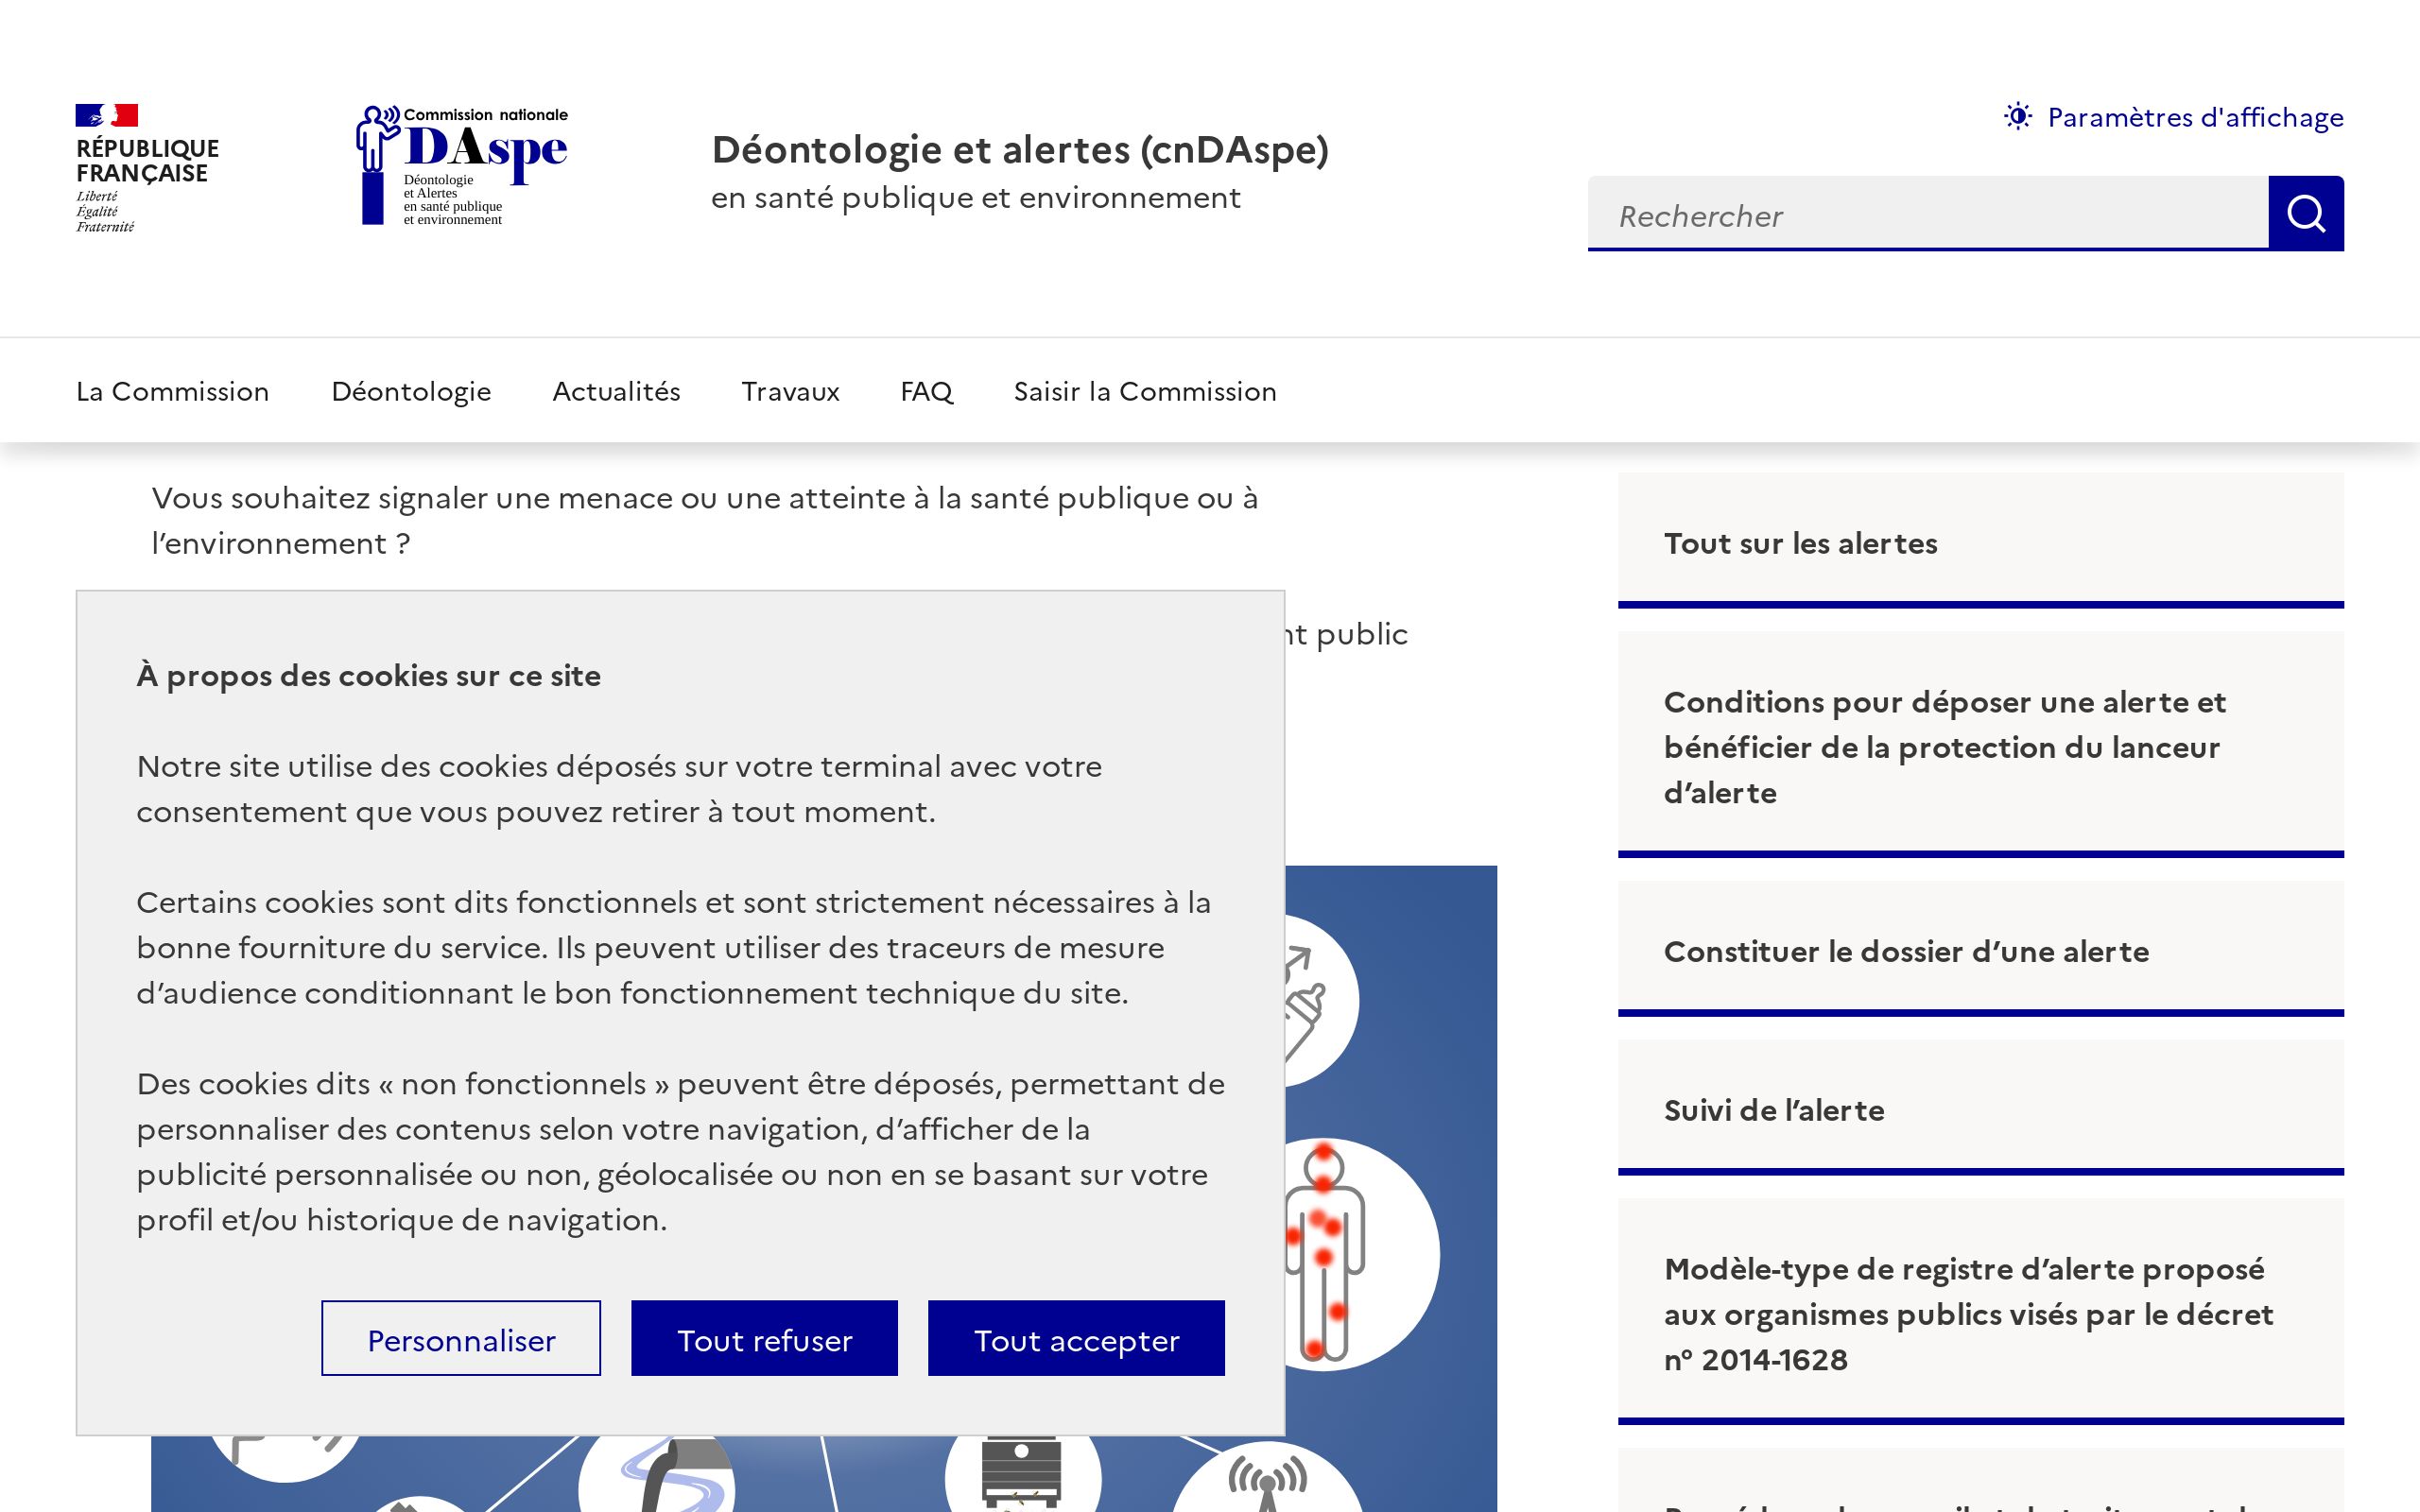 RÉPUBLIQUE
FRANÇAISE
Liberté
Égalité
Fraternité
Commission nationale
DAspe
Déontologie
et Alertes
en santé publique
et environnement
Déontologie et alertes (cnDAspe)
en santé publique et environnement
Paramètres d'affichage
Rechercher
La Commission
Déontologie
Actualités
Travaux
FAQ
Saisir la Commission
Vous souhaitez signaler une menace ou une atteinte à la santé publique ou à
l’environnement ?
public
À propos des cookies sur ce site
Notre site utilise des cookies déposés sur votre terminal avec votre
consentement que vous pouvez retirer à tout moment.
Certains cookies sont dits fonctionnels et sont strictement nécessaires à la
bonne fourniture du service. Ils peuvent utiliser des traceurs de mesure
d’audience conditionnant le bon fonctionnement technique du site.
Des cookies dits « non fonctionnels » peuvent être déposés, permettant de
personnaliser des contenus selon votre navigation, d’afficher de la
publicité personnalisée ou non, géolocalisée ou non en se basant sur votre
profil et/ou historique de navigation.
Personnaliser
Tout refuser
Tout accepter
Tout sur les alertes
Conditions pour déposer une alerte et
bénéficier de la protection du lanceur
d’alerte
Constituer le dossier d’une alerte
Suivi de l’alerte
Modèle-type de registre d’alerte proposé
aux organismes publics visés par le décret
n° 2014-1628